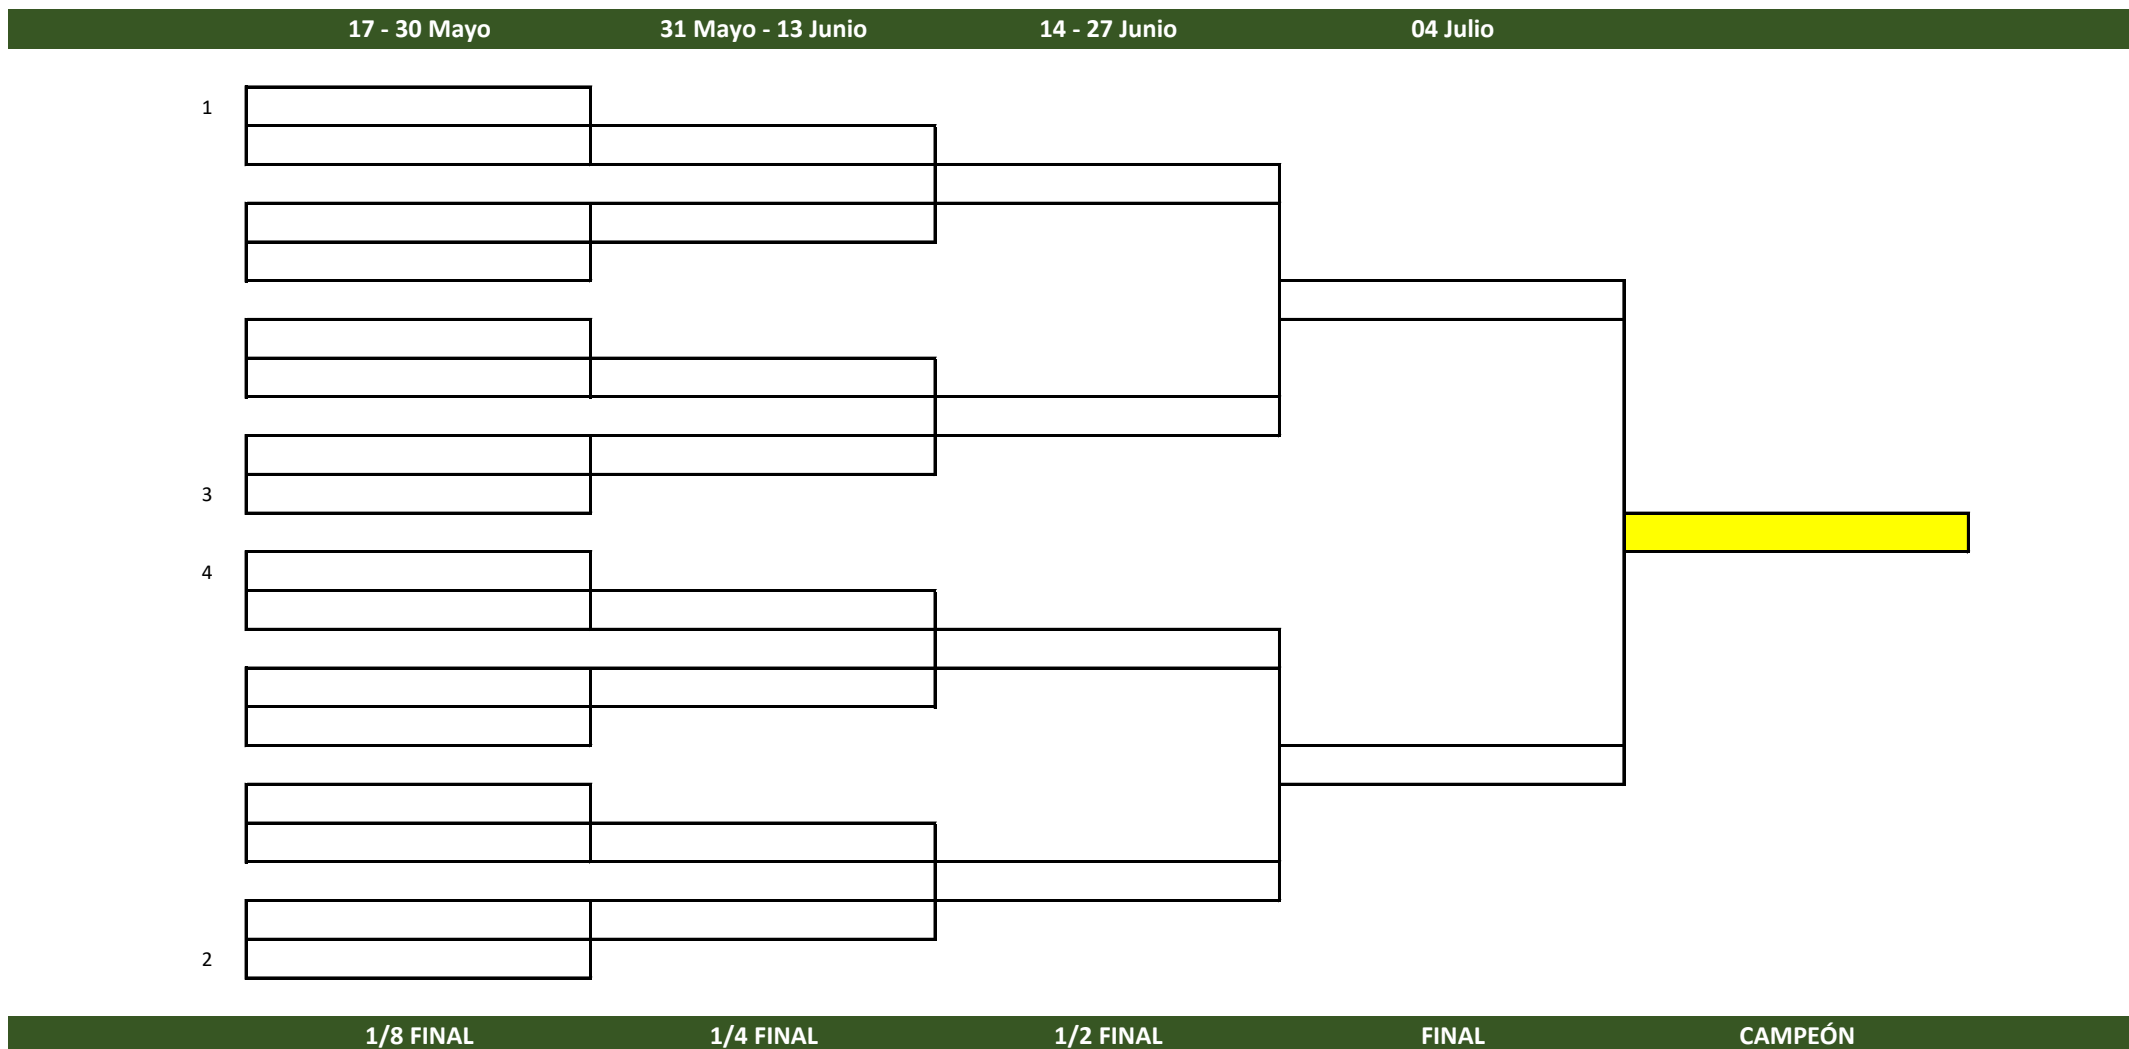 17 - 30 Mayo 31 Mayo - 13 Junio 14 - 27 Junio 04 Julio
1
3
4
2
1/8 FINAL 1/4 FINAL 1/2 FINAL FINAL CAMPEÓN